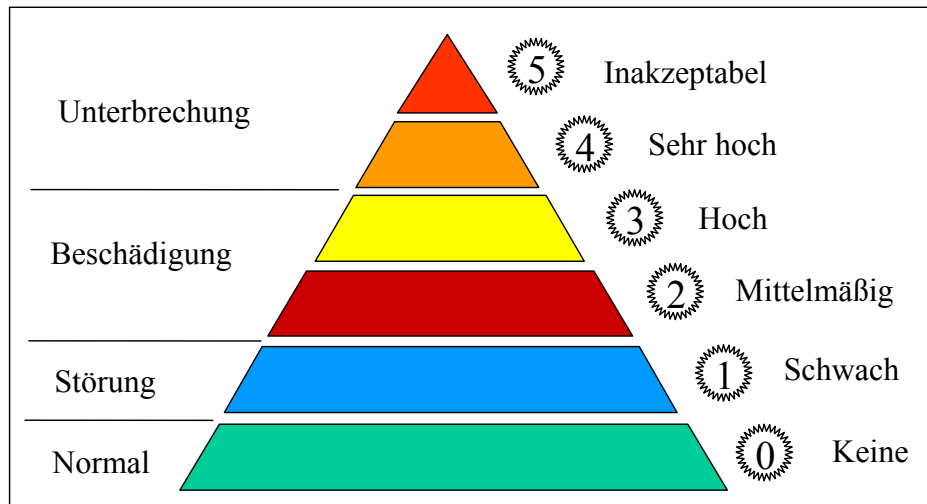 5 Inakzeptabel
Unterbrechung
4 Sehr hoch
3 Hoch
Beschädigung
2 Mittelmäßig
1 Schwach
Störung
0 Keine
Normal